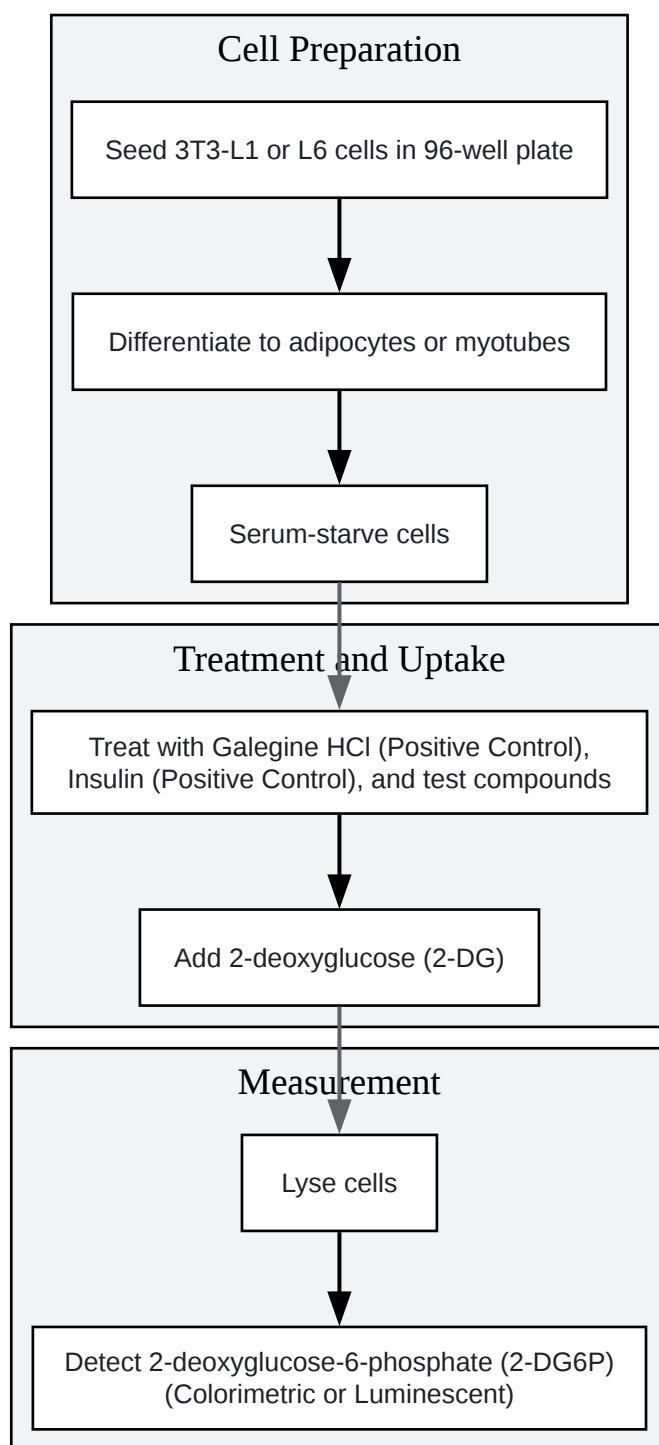 Cell Preparation
Seed 3T3-L1 or L6 cells in 96-well plate
Differentiate to adipocytes or myotubes
Serum-starve cells
Treatment and Uptake
Treat with Galegine HCl (Positive Control),
Insulin (Positive Control), and test compounds
Add 2-deoxyglucose (2-DG)
Measurement
Lyse cells
Detect 2-deoxyglucose-6-phosphate (2-DG6P)
(Colorimetric or Luminescent)